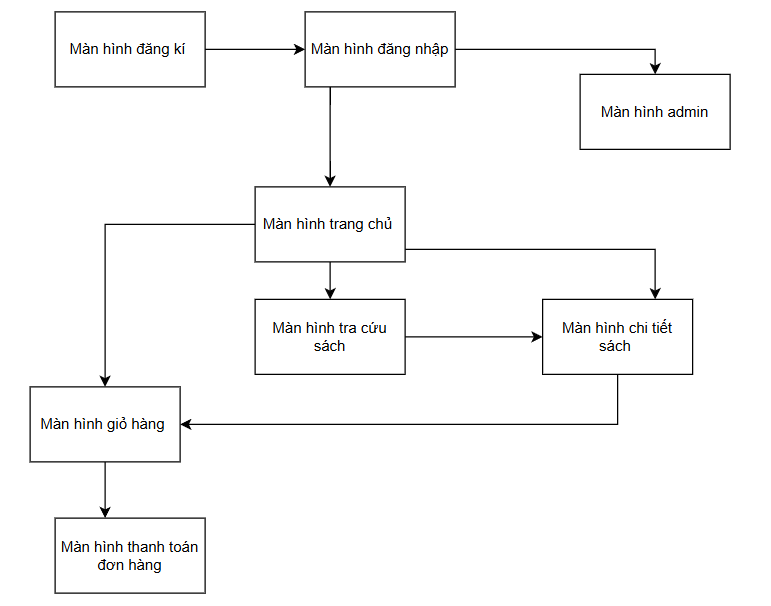 Màn hình đăng kí
Màn hình đăng nhập
Màn hình admin
Màn hình trang chủ
Màn hình tra cứu
sách
Màn hình chi tiết
sách
Màn hình giỏ hàng
Màn hình thanh toán
đơn hàng